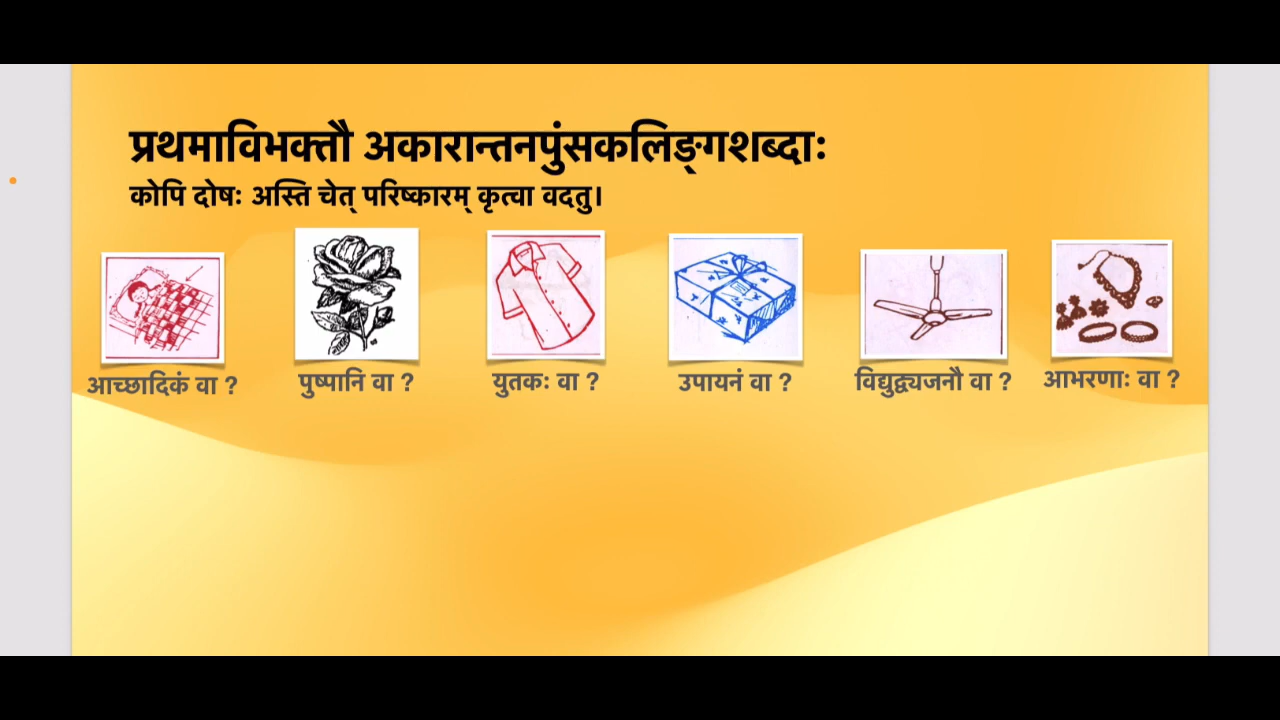 प्रथमाविभक्तौ अकारान्तनपुंसकलिङ्गशब्दाः
कोपि दोषः अस्ति चेत् परिष्कारम् कृत्वा वदतु।
आच्छादिकं वा ? पुष्पानि वा ? युतकः वा ? उपायनं वा ? विद्युद्व्यजनौ वा ? आभरणाः वा ?